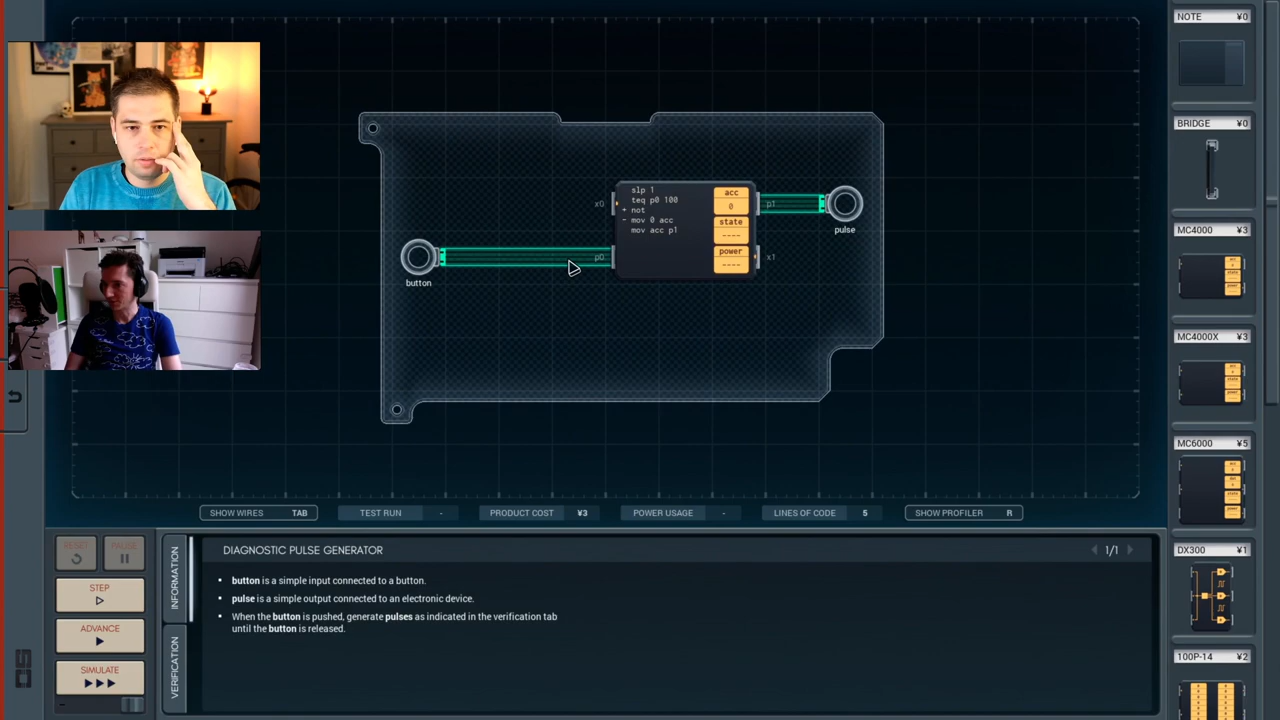 NOTE ¥0
BRIDGE ¥0
MC4000 ¥3
MC4000X ¥3
MC6000 ¥5
DX300 ¥1
100P-14 ¥2
slp 1
teq p0 100
+ not
- mov 0 acc
mov acc p1
acc
0
state
----
power
----
x0
p0
p1
x1
button
pulse
SHOW WIRES TAB
TEST RUN -
PRODUCT COST ¥3
POWER USAGE -
LINES OF CODE 5
SHOW PROFILER R
RESET
PAUSE
STEP
ADVANCE
SIMULATE
INFORMATION
VERIFICATION
DIAGNOSTIC PULSE GENERATOR
1/1
• button is a simple input connected to a button.
• pulse is a simple output connected to an electronic device.
• When the button is pushed, generate pulses as indicated in the verification tab
until the button is released.